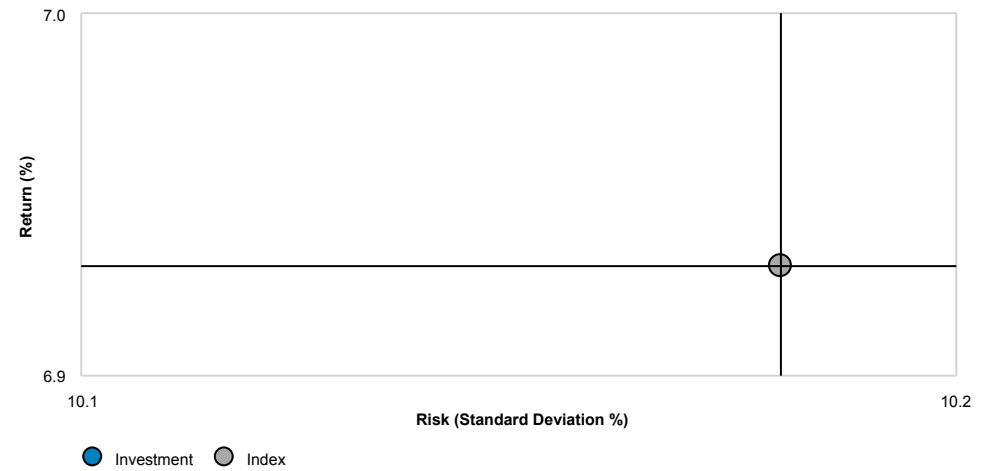 7.0
Return (%)
6.9
10.1
10.2
Risk (Standard Deviation %)
Investment
Index